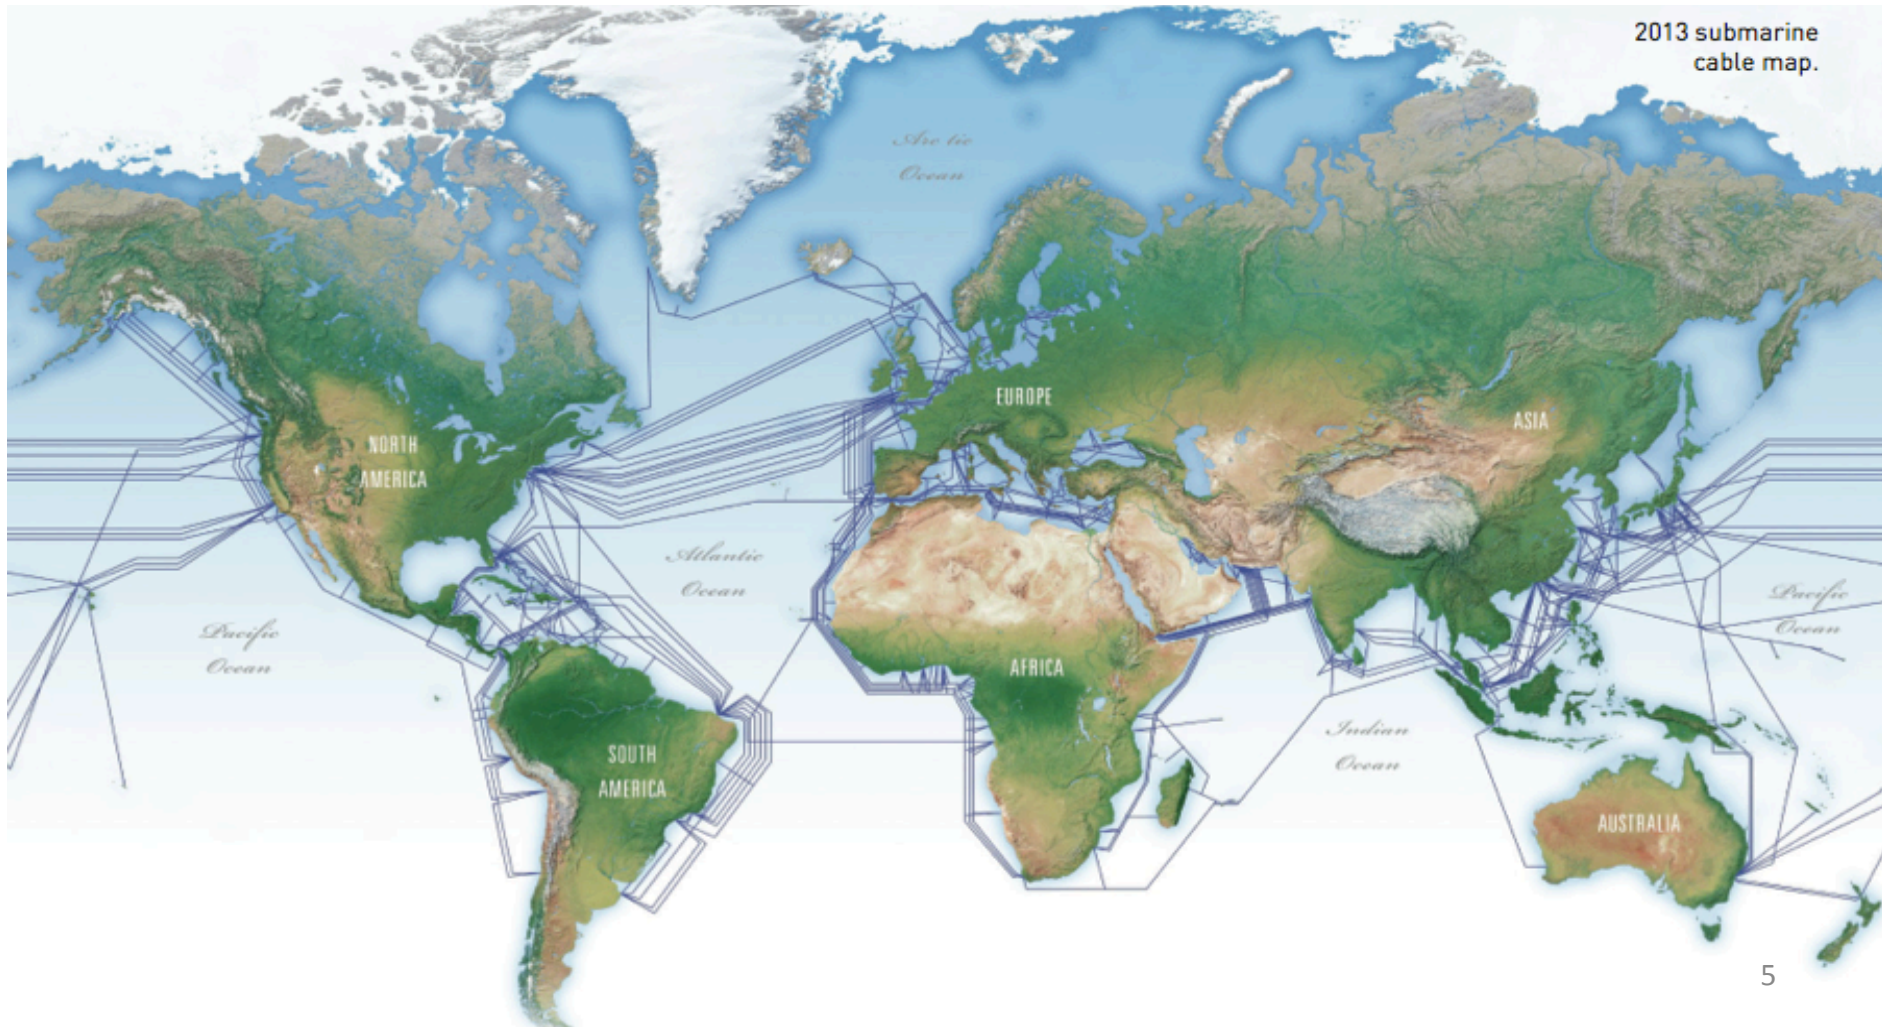 2013 submarine
cable map.
Arctic
Ocean
EUROPE
ASIA
NORTH
AMERICA
Atlantic
Ocean
Pacific
Ocean
Pacific
Ocean
AFRICA
SOUTH
AMERICA
Indian
Ocean
AUSTRALIA
5